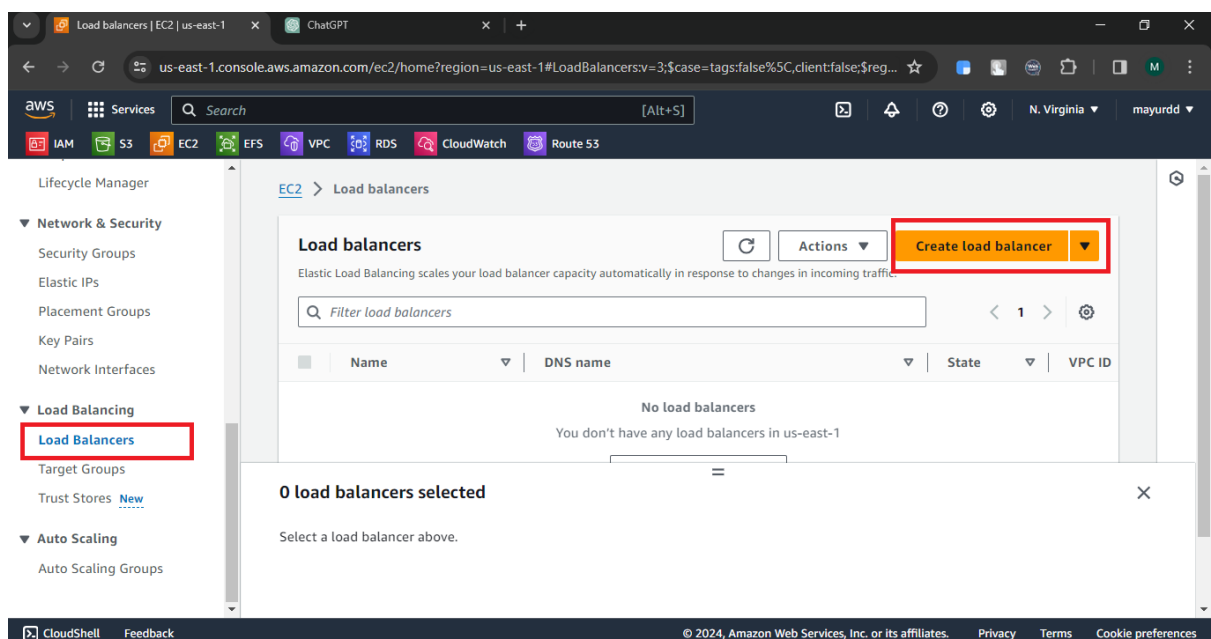 Load balancers | EC2 | us-east-1
ChatGPT
us-east-1.console.aws.amazon.com/ec2/home?region=us-east-1#LoadBalancers:v=3;$case=tags:false%5C,client:false;$reg...
M
aws
Services
Search
[Alt+S]
N. Virginia
mayurdd
IAM
S3
EC2
EFS
VPC
RDS
CloudWatch
Route 53
Lifecycle Manager
Network & Security
Security Groups
Elastic IPs
Placement Groups
Key Pairs
Network Interfaces
Load Balancing
Load Balancers
Target Groups
Trust Stores New
Auto Scaling
Auto Scaling Groups
EC2 > Load balancers
Load balancers
Actions
Create load balancer
Elastic Load Balancing scales your load balancer capacity automatically in response to changes in incoming traffic.
Filter load balancers
1
Name
DNS name
State
VPC ID
No load balancers
You don't have any load balancers in us-east-1
0 load balancers selected
Select a load balancer above.
CloudShell
Feedback
© 2024, Amazon Web Services, Inc. or its affiliates.
Privacy
Terms
Cookie preferences